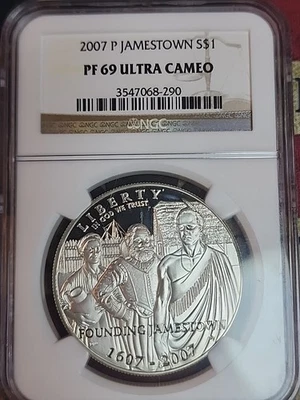 2007 P JAMESTOWN S$1
PF 69 ULTRA CAMEO
3547068-290
NGC
LIBERTY
IN GOD WE TRUST
FOUNDING JAMESTOWN
1607-2007